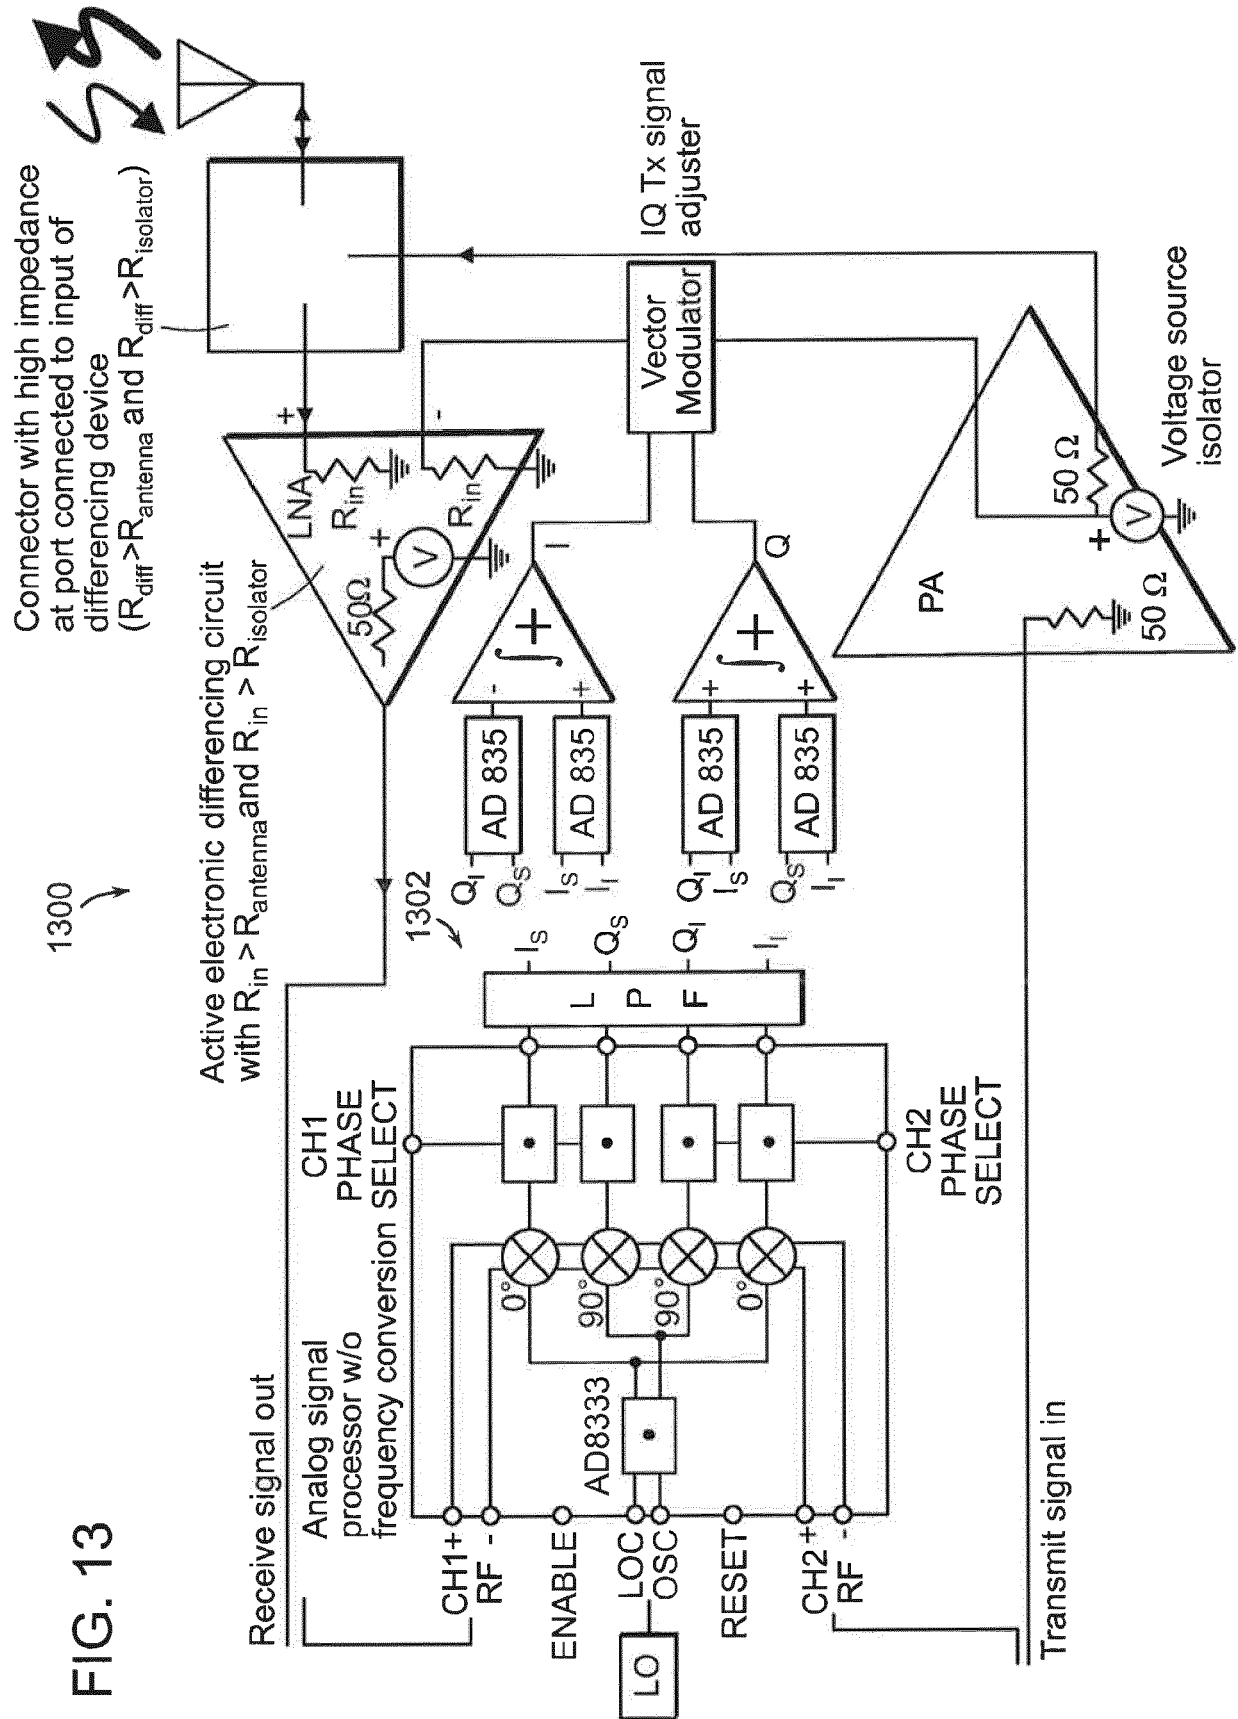 FIG. 13
1300
Connector with high impedance
at port connected to input of
differencing device
(Rdiff>Rantenna and Rdiff>Risolator)
Active electronic differencing circuit
with Rin > Rantenna and Rin > Risolator
LNA
Rin
Rin
+
-
50Ω
+
V
Receive signal out
Analog signal
processor w/o
frequency conversion
1302
CH1
PHASE
SELECT
CH1+
RF -
ENABLE
LOC
OSC
RESET
CH2 +
RF -
LO
AD8333
0°
90°
90°
0°
CH2
PHASE
SELECT
L P F
IS
QS
QI
II
QI
QS
AD 835
-
IS
II
AD 835
+
∫+
I
QI
IS
AD 835
+
QS
II
AD 835
+
∫+
Q
Vector
Modulator
IQ Tx signal
adjuster
PA
50 Ω
50 Ω
+
V
Voltage source
isolator
Transmit signal in